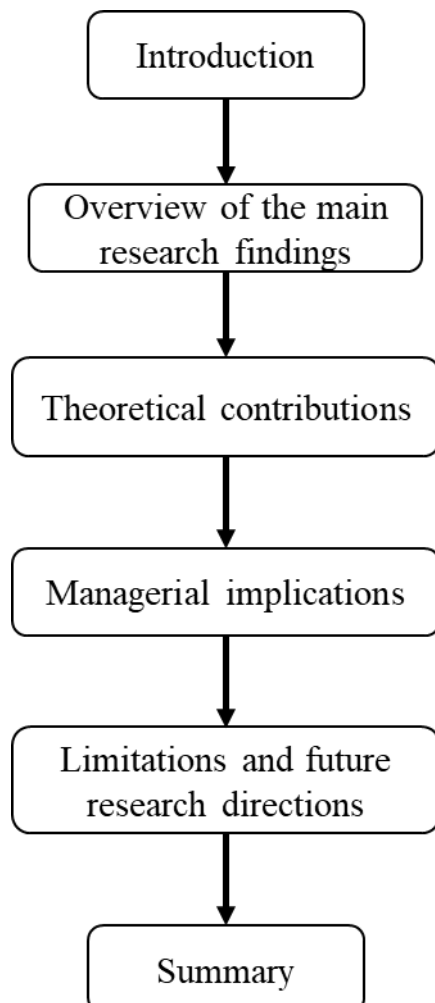 Introduction
Overview of the main
research findings
Theoretical contributions
Managerial implications
Limitations and future
research directions
Summary